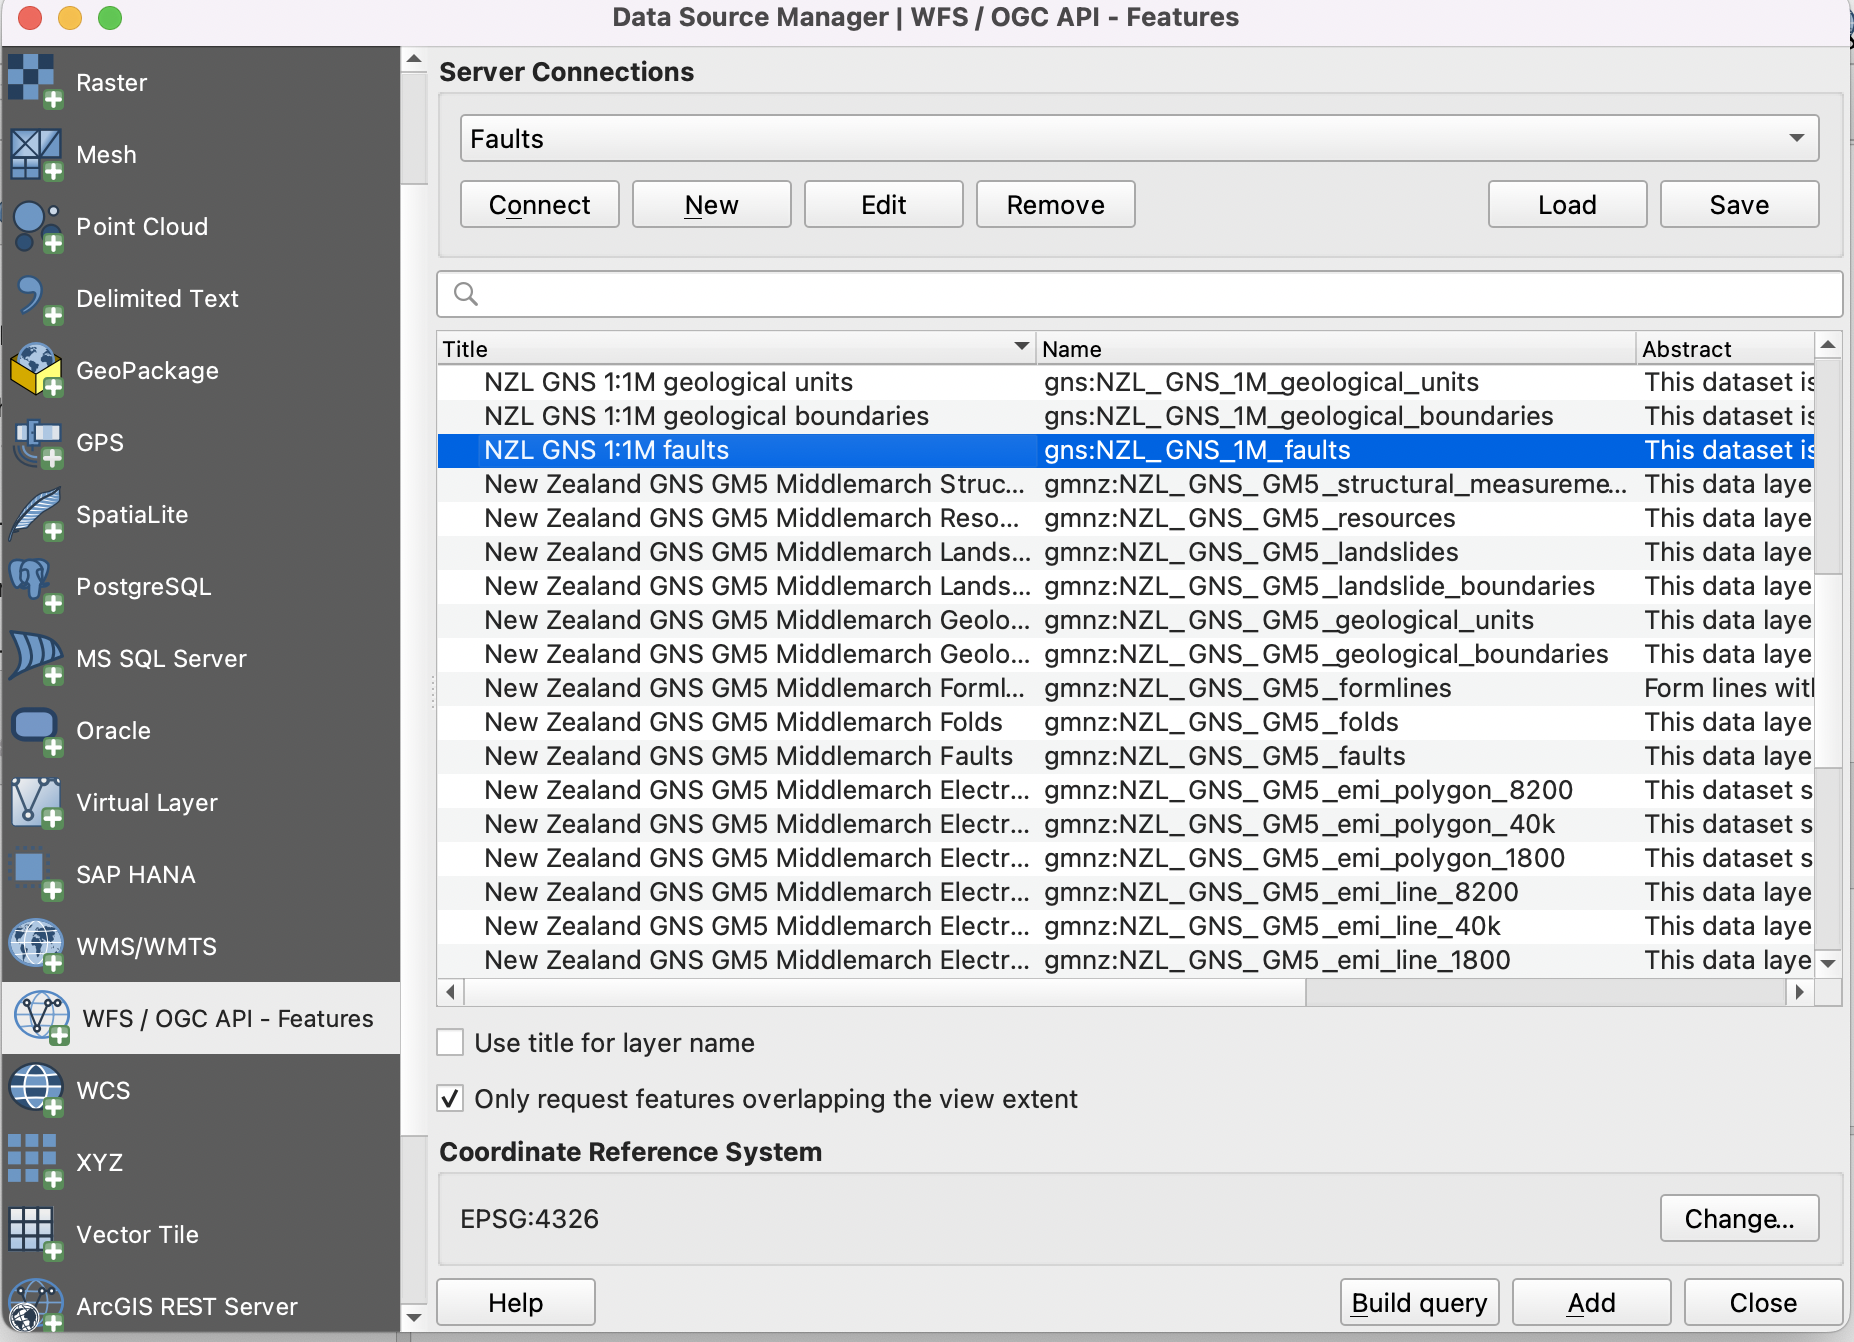 Data Source Manager | WFS / OGC API - Features
Raster
Mesh
Point Cloud
Delimited Text
GeoPackage
GPS
SpatiaLite
PostgreSQL
MS SQL Server
Oracle
Virtual Layer
SAP HANA
WMS/WMTS
WFS / OGC API - Features
WCS
XYZ
Vector Tile
ArcGIS REST Server
Server Connections
Faults
Connect New Edit Remove Load Save
Title Name Abstract
NZL GNS 1:1M geological units gns:NZL_GNS_1M_geological_units This dataset is
NZL GNS 1:1M geological boundaries gns:NZL_GNS_1M_geological_boundaries This dataset is
NZL GNS 1:1M faults gns:NZL_GNS_1M_faults This dataset is
New Zealand GNS GM5 Middlemarch Struc... gmnz:NZL_GNS_GM5_structural_measureme... This data laye
New Zealand GNS GM5 Middlemarch Reso... gmnz:NZL_GNS_GM5_resources This data laye
New Zealand GNS GM5 Middlemarch Lands... gmnz:NZL_GNS_GM5_landslides This data laye
New Zealand GNS GM5 Middlemarch Lands... gmnz:NZL_GNS_GM5_landslide_boundaries This data laye
New Zealand GNS GM5 Middlemarch Geolo... gmnz:NZL_GNS_GM5_geological_units This data laye
New Zealand GNS GM5 Middlemarch Geolo... gmnz:NZL_GNS_GM5_geological_boundaries This data laye
New Zealand GNS GM5 Middlemarch Forml... gmnz:NZL_GNS_GM5_formlines Form lines with
New Zealand GNS GM5 Middlemarch Folds gmnz:NZL_GNS_GM5_folds This data laye
New Zealand GNS GM5 Middlemarch Faults gmnz:NZL_GNS_GM5_faults This data laye
New Zealand GNS GM5 Middlemarch Electr... gmnz:NZL_GNS_GM5_emi_polygon_8200 This dataset s
New Zealand GNS GM5 Middlemarch Electr... gmnz:NZL_GNS_GM5_emi_polygon_40k This dataset s
New Zealand GNS GM5 Middlemarch Electr... gmnz:NZL_GNS_GM5_emi_polygon_1800 This dataset s
New Zealand GNS GM5 Middlemarch Electr... gmnz:NZL_GNS_GM5_emi_line_8200 This data laye
New Zealand GNS GM5 Middlemarch Electr... gmnz:NZL_GNS_GM5_emi_line_40k This data laye
New Zealand GNS GM5 Middlemarch Electr... gmnz:NZL_GNS_GM5_emi_line_1800 This data laye
Use title for layer name
Only request features overlapping the view extent
Coordinate Reference System
EPSG:4326 Change...
Help Build query Add Close